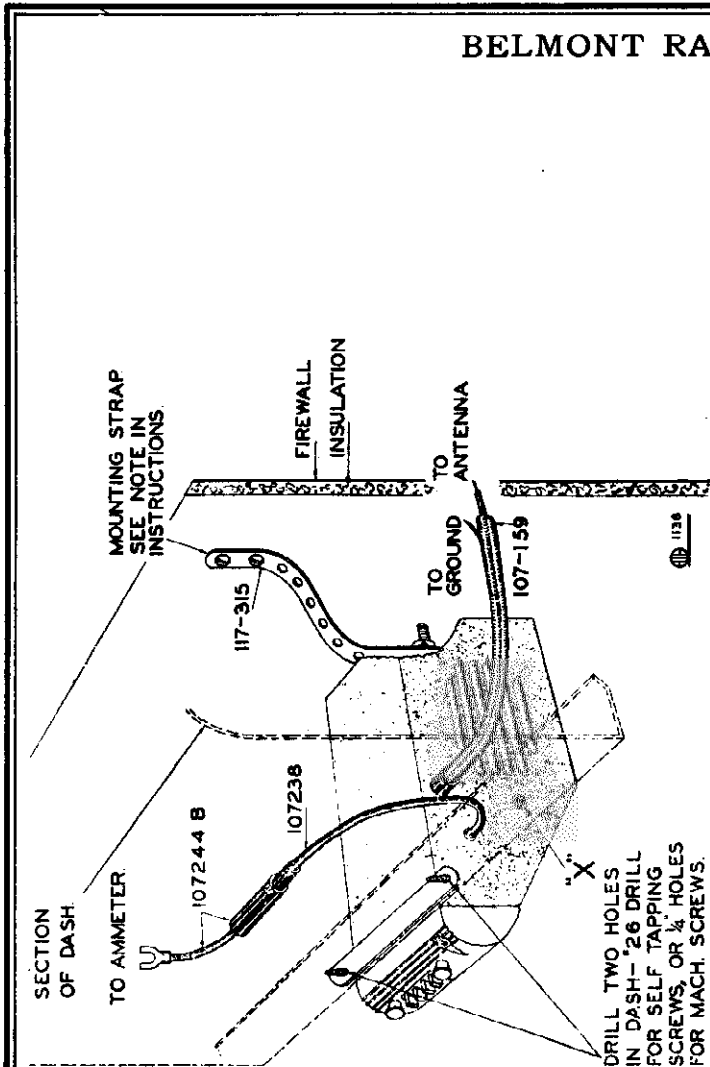 BELMONT RA
MOUNTING STRAP
SEE NOTE IN
INSTRUCTIONS
FIREWALL
INSULATION
TO
ANTENNA
TO
GROUND
107-159
117-315
1138
SECTION
OF DASH
TO AMMETER
107244 B
107238
"X"
DRILL TWO HOLES
IN DASH-#26 DRILL
FOR SELF TAPPING
SCREWS, OR ¼" HOLES
FOR MACH. SCREWS.